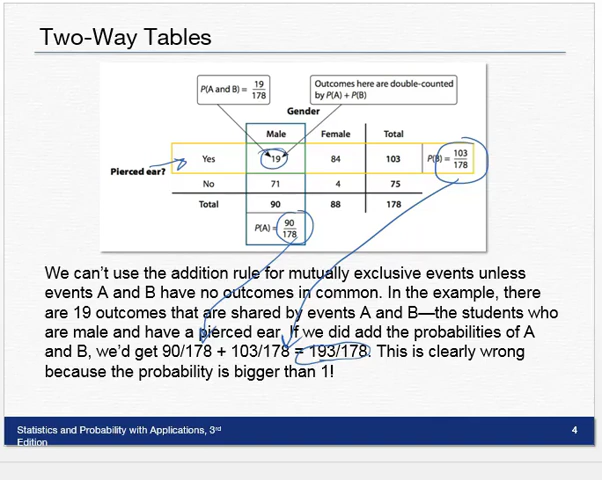 Two-Way Tables
P(A and B) = 19/178
Outcomes here are double-counted
by P(A) + P(B)
Gender
Male Female Total
Pierced ear? Yes 19 84 103 P(B) = 103/178
No 71 4 75
Total 90 88 178
P(A) = 90/178
We can't use the addition rule for mutually exclusive events unless
events A and B have no outcomes in common. In the example, there
are 19 outcomes that are shared by events A and B—the students who
are male and have a pierced ear. If we did add the probabilities of A
and B, we'd get 90/178 + 103/178 = 193/178. This is clearly wrong
because the probability is bigger than 1!
Statistics and Probability with Applications, 3rd
Edition
4